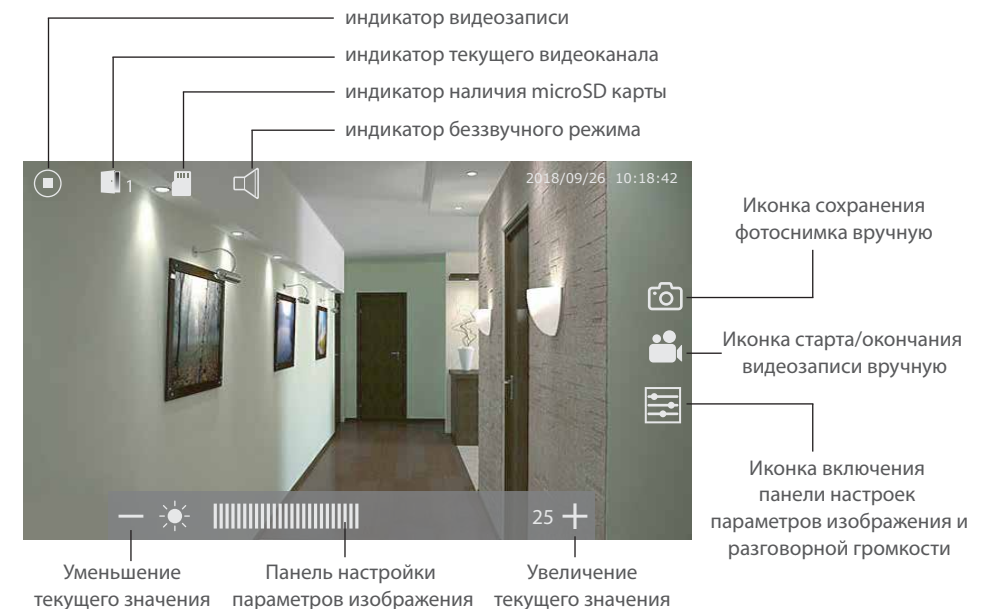 индикатор видеозаписи
индикатор текущего видеоканала
индикатор наличия microSD карты
индикатор беззвучного режима
1
2018/09/26 10:18:42
Иконка сохранения
фотоснимка вручную
Иконка старта/окончания
видеозаписи вручную
Иконка включения
панели настроек
параметров изображения и
разговорной громкости
25
Уменьшение
текущего значения
Панель настройки
параметров изображения
Увеличение
текущего значения